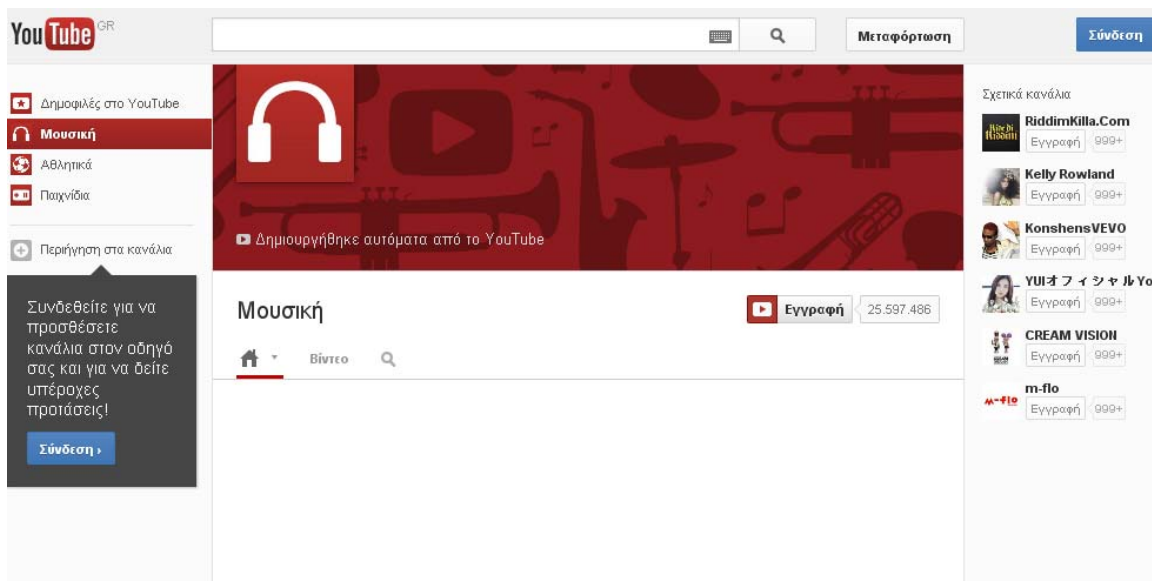 YouTube GR
Μεταφόρτωση
Σύνδεση
Δημοφιλές στο YouTube
Μουσική
Αθλητικά
Παιχνίδια
Περιήγηση στα κανάλια
Συνδεθείτε για να
προσθέσετε
κανάλια στον οδηγό
σας και για να δείτε
υπέροχες
προτάσεις!
Σύνδεση ›
Δημιουργήθηκε αυτόματα από το YouTube
Μουσική
Εγγραφή 25.597.486
Βίντεο
Σχετικά κανάλια
RiddimKilla.Com
Εγγραφή 999+
Kelly Rowland
Εγγραφή 999+
KonshensVEVO
Εγγραφή 999+
YUIオフィシャルYo
Εγγραφή 999+
CREAM VISION
Εγγραφή 999+
m-flo
m-flo
Εγγραφή 999+